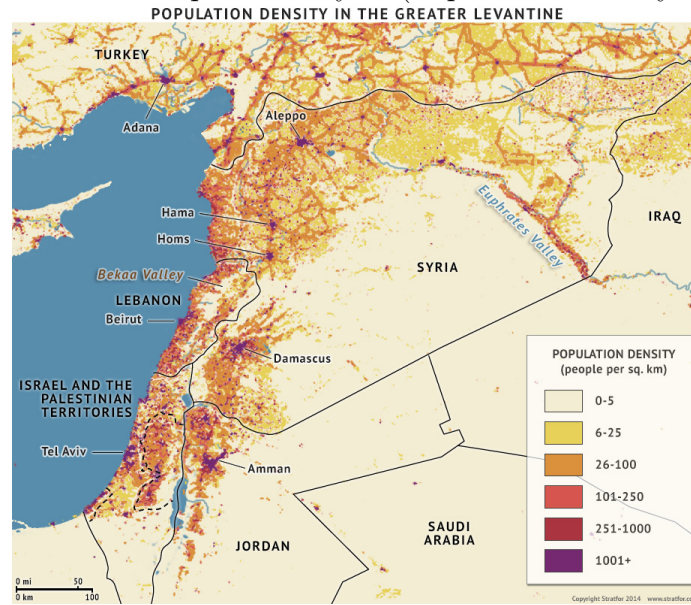 POPULATION DENSITY IN THE GREATER LEVANTINE
TURKEY
Adana
Aleppo
Hama
Homs
Euphrates Valley
IRAQ
Bekaa Valley
SYRIA
LEBANON
Beirut
Damascus
ISRAEL AND THE
PALESTINIAN
TERRITORIES
Tel Aviv
Amman
JORDAN
SAUDI
ARABIA
POPULATION DENSITY
(people per sq. km)
0-5
6-25
26-100
101-250
251-1000
1001+
0 mi 50
0 km 100
Copyright Stratfor 2014 www.stratfor.c